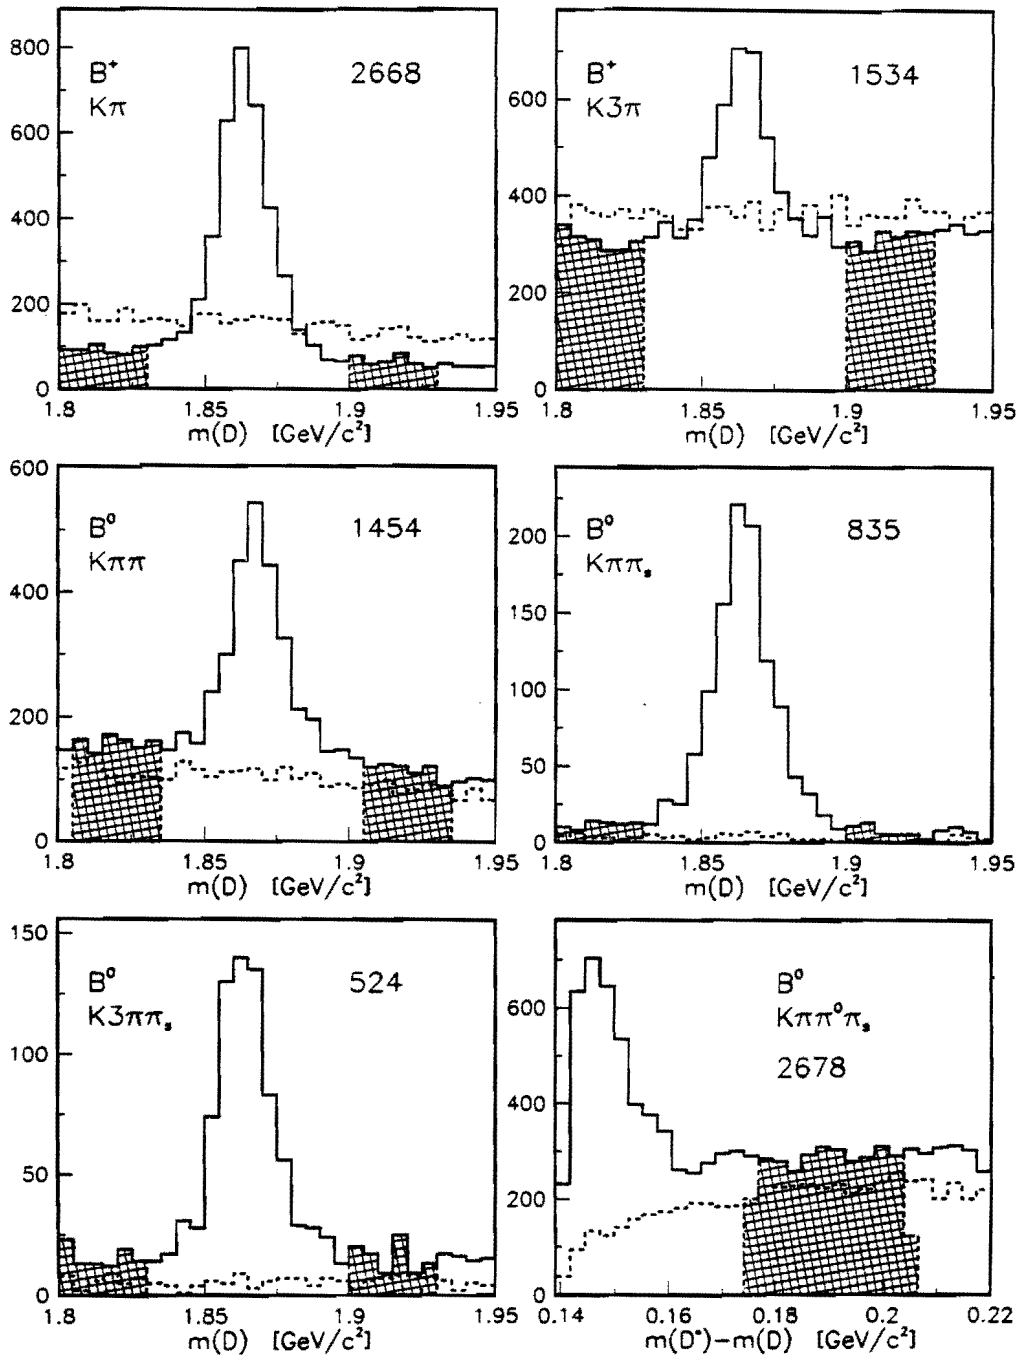 800
600
400
200
0
B⁺
Kπ
2668
1.8 1.85 1.9 1.95
m(D) [GeV/c²]
600
400
200
0
B⁺
K3π
1534
1.8 1.85 1.9 1.95
m(D) [GeV/c²]
600
400
200
0
B⁰
Kππ
1454
1.8 1.85 1.9 1.95
m(D) [GeV/c²]
200
150
100
50
0
B⁰
Kππₛ
835
1.8 1.85 1.9 1.95
m(D) [GeV/c²]
150
100
50
0
B⁰
K3ππₛ
524
1.8 1.85 1.9 1.95
m(D) [GeV/c²]
600
400
200
0
B⁰
Kππ⁰πₛ
2678
0.14 0.16 0.18 0.2 0.22
m(D*)−m(D) [GeV/c²]